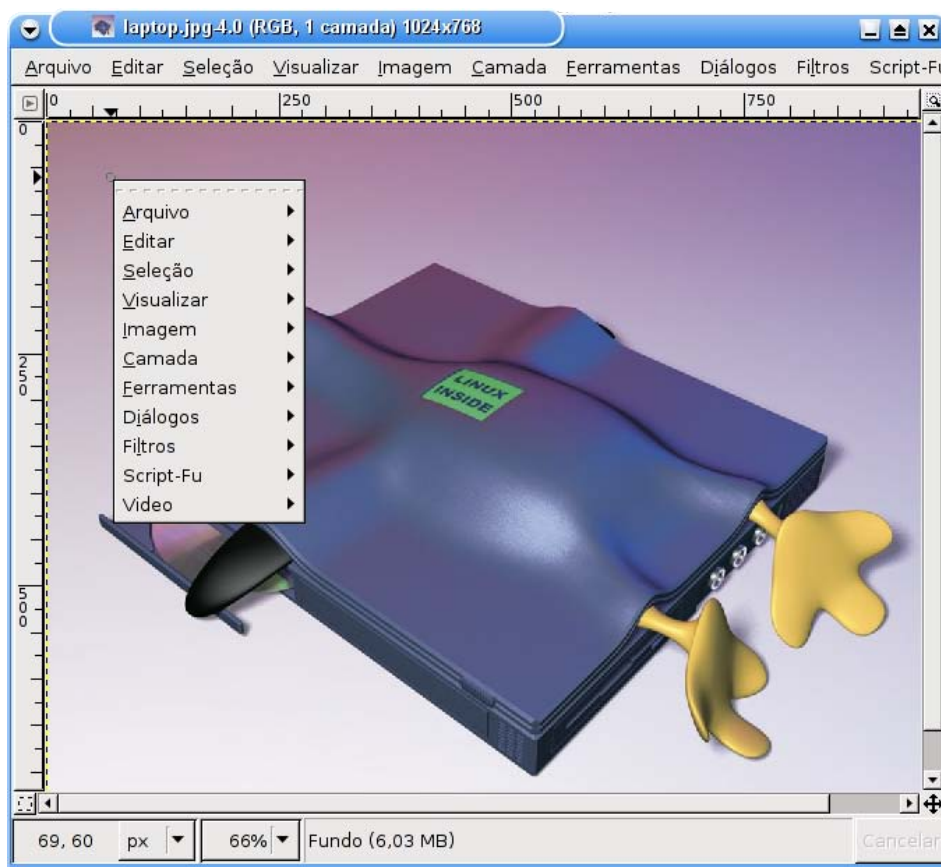 laptop.jpg-4.0 (RGB, 1 camada) 1024x768
Arquivo Editar Seleção Visualizar Imagem Camada Ferramentas Diálogos Filtros Script-Fu
0 250 500 750
0
Arquivo
Editar
Seleção
Visualizar
Imagem
Camada
Ferramentas
Diálogos
Filtros
Script-Fu
Video
250
LINUX
INSIDE
500
69, 60 px 66% Fundo (6,03 MB) Cancelar